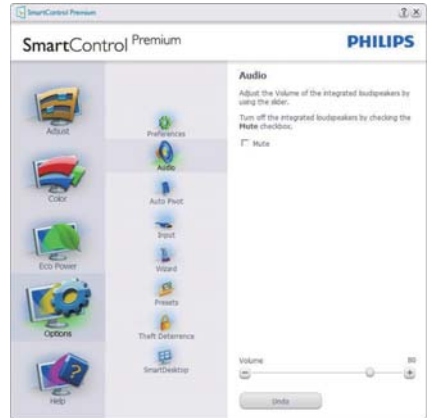 SmartControl Premium
SmartControl Premium
PHILIPS
Adjust
Color
Eco Power
Options
Help
Preferences
Audio
Auto Pivot
Input
Wizard
Presets
Theft Deterrence
SmartDesktop
Audio
Adjust the Volume of the integrated loudspeakers by
using the slider.
Turn off the integrated loudspeakers by checking the
Mute checkbox.
Mute
Volume
80
Undo